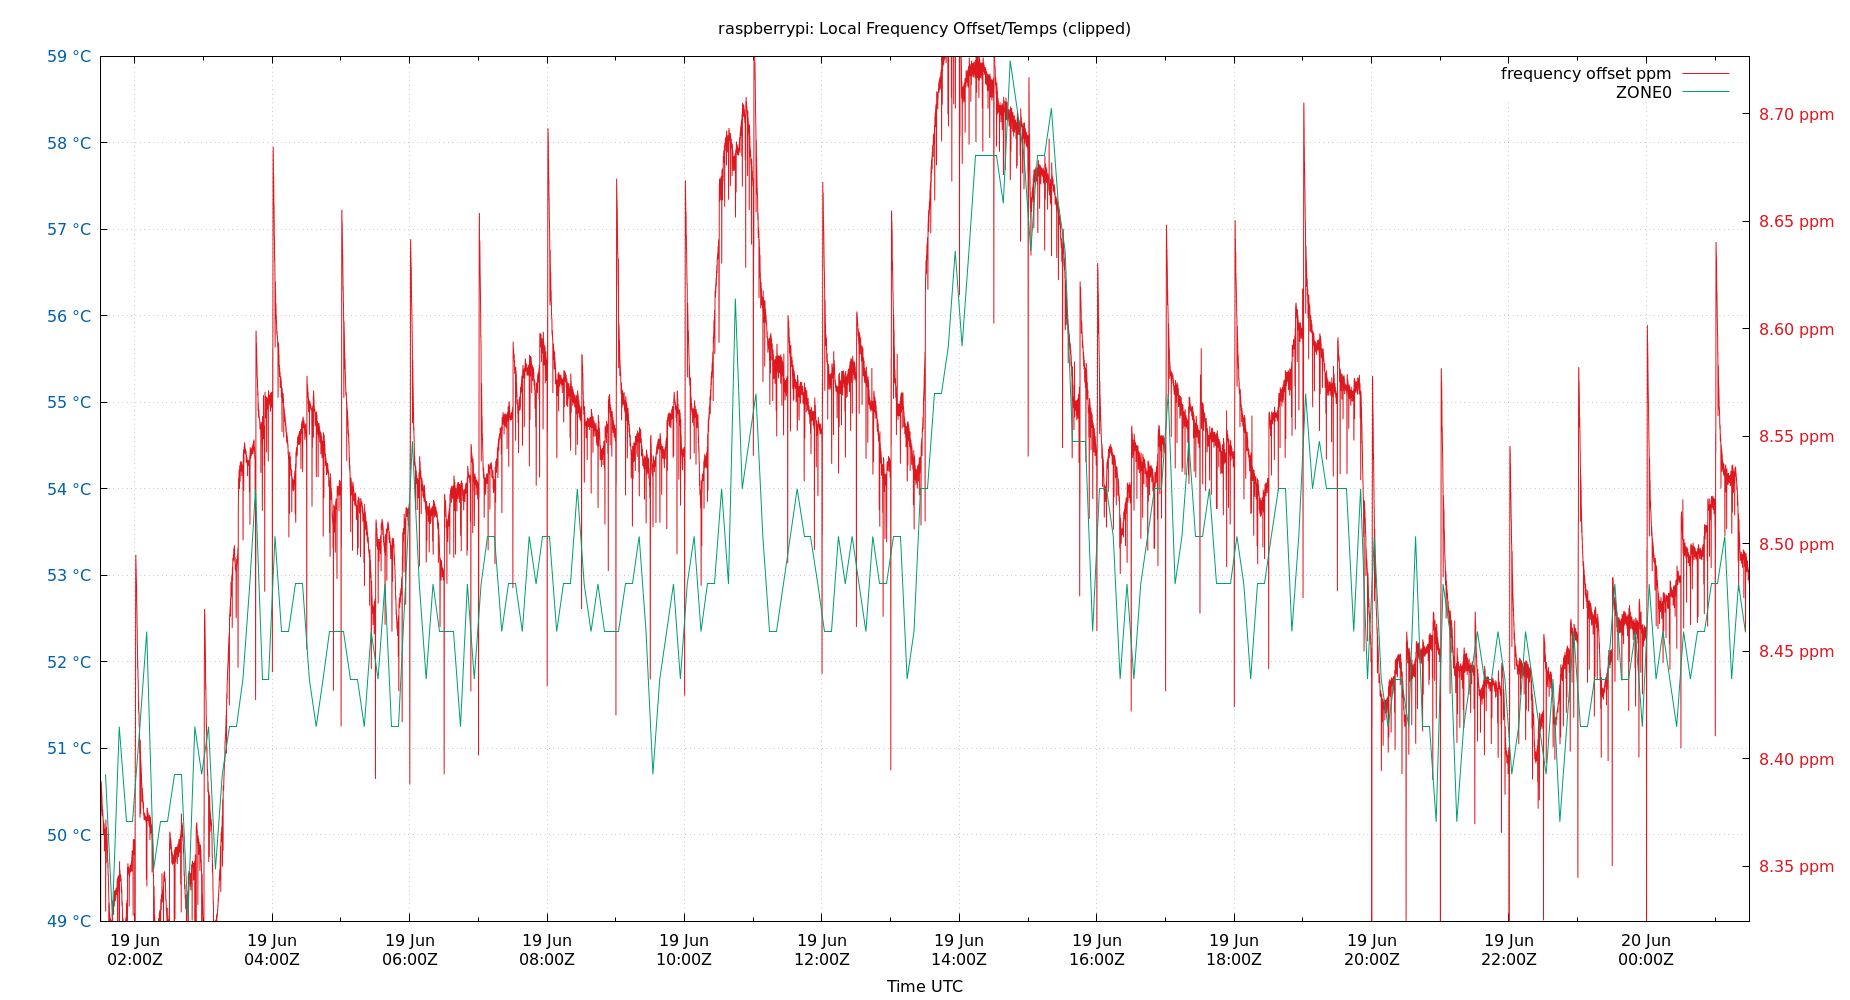 raspberrypi: Local Frequency Offset/Temps (clipped)
frequency offset ppm
ZONE0
59 °C
58 °C
57 °C
56 °C
55 °C
54 °C
53 °C
52 °C
51 °C
50 °C
49 °C
8.70 ppm
8.65 ppm
8.60 ppm
8.55 ppm
8.50 ppm
8.45 ppm
8.40 ppm
8.35 ppm
19 Jun 19 Jun 19 Jun 19 Jun 19 Jun 19 Jun 19 Jun 19 Jun 19 Jun 19 Jun 19 Jun 20 Jun
02:00Z 04:00Z 06:00Z 08:00Z 10:00Z 12:00Z 14:00Z 16:00Z 18:00Z 20:00Z 22:00Z 00:00Z
Time UTC